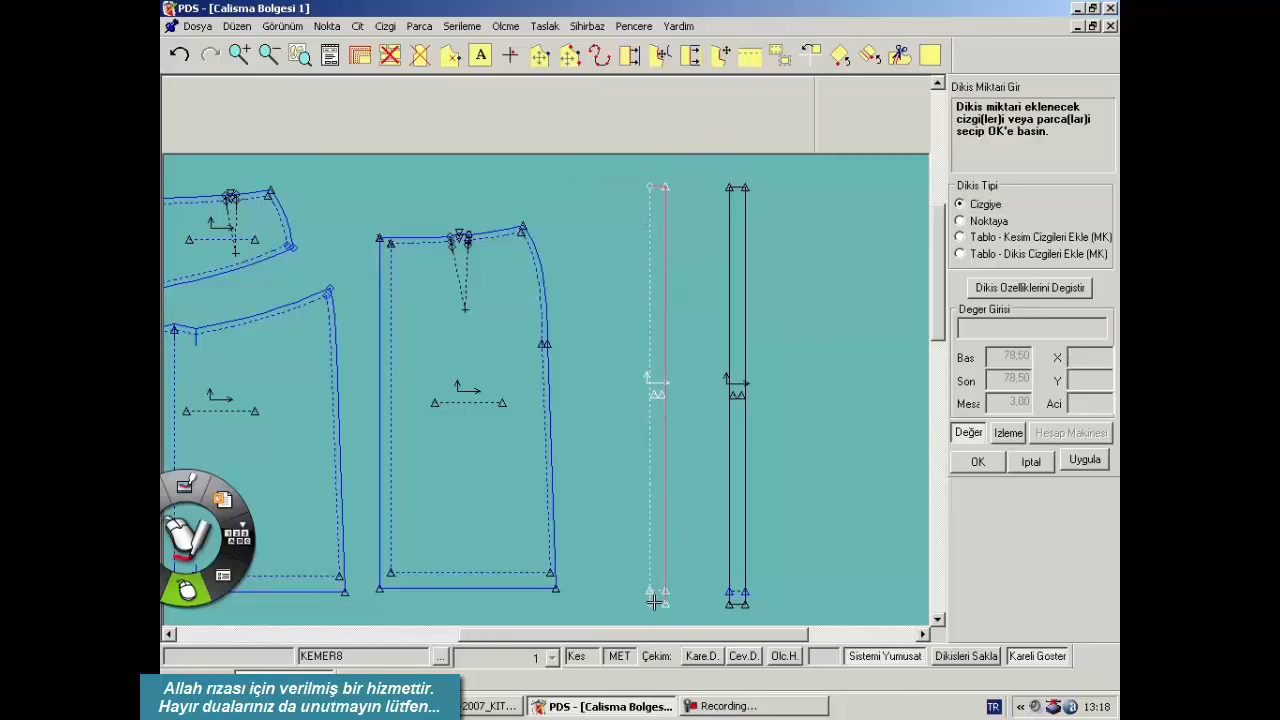 PDS - [Calisma Bolgesi 1]
Dosya Düzen Görünüm Nokta Cit Cizgi Parca Serileme Olcme Taslak Sihirbaz Pencere Yardim
A
Dikis Miktari Gir
Dikis miktari eklenecek
cizgi(ler)i veya parca(lar)i
secip OK'e basin.
Dikis Tipi
Cizgiye
Noktaya
Tablo - Kesim Cizgileri Ekle (MK)
Tablo - Dikis Cizgileri Ekle (MK)
Dikis Ozelliklerini Degistir
Deger Girisi
Bas 78,50 X
Son 78,50 Y
Mesa 3,00 Aci
Değer Izleme Hesap Makinesi
OK Iptal Uygula
KEMER8 ... 1 Kes MET Çekim: Kare.D. Cev.D. Olc.H. Sistemi Yumusat Dikisleri Sakla Kareli Goster
Allah rızası için verilmiş bir hizmettir.
Hayır dualarınız da unutmayın lütfen...
2007_KIT... PDS - [Calisma Bolges... Recording... TR « 13:18